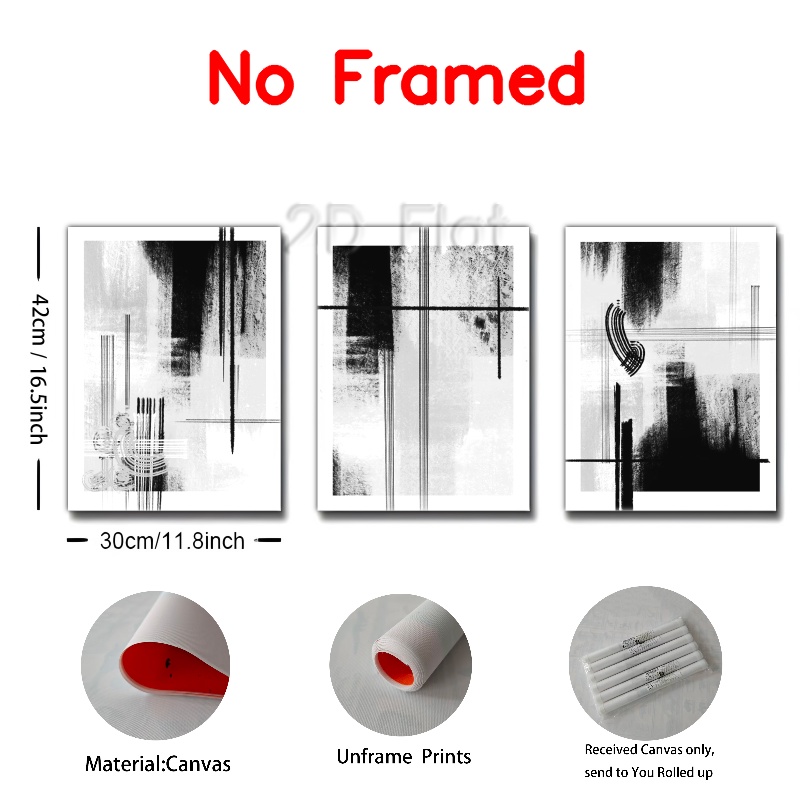 No Framed
2D Flat
42cm / 16.5inch
30cm/11.8inch
Material:Canvas
Unframe Prints
Received Canvas only,
send to You Rolled up